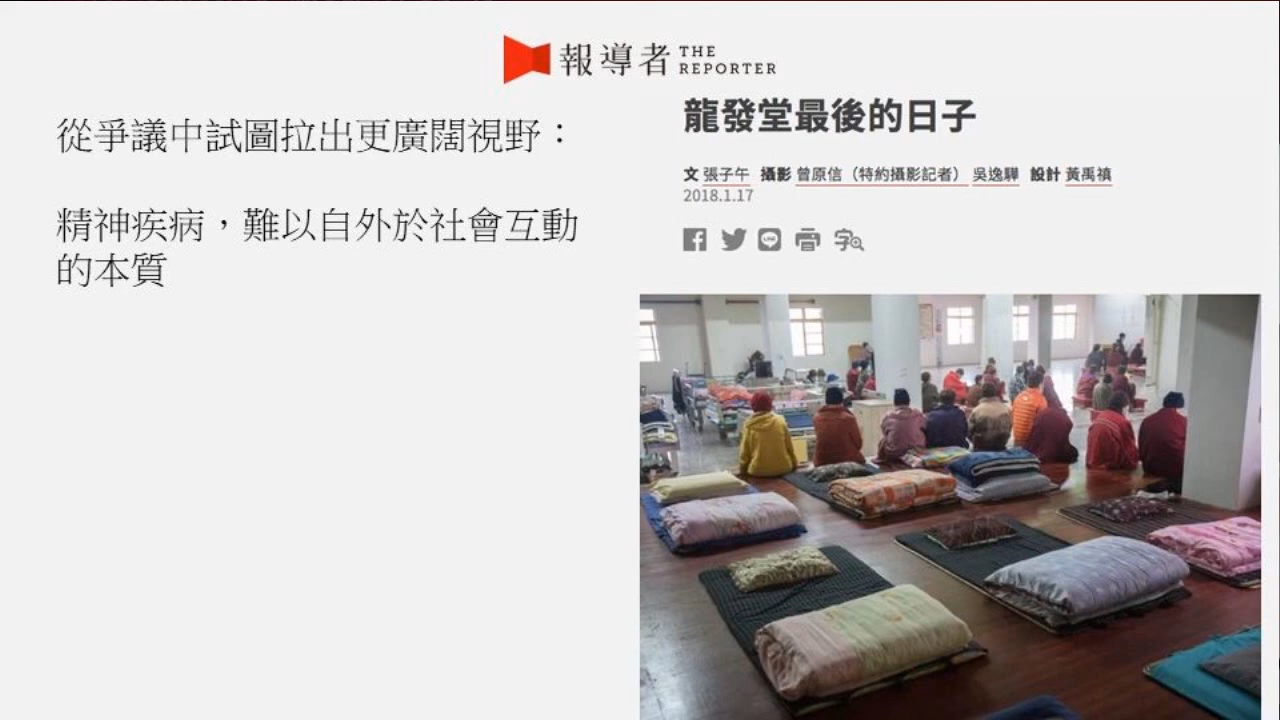 報導者 THE REPORTER
從爭議中試圖拉出更廣闊視野：
精神疾病，難以自外於社會互動
的本質
龍發堂最後的日子
文 張子午 攝影 曾原信（特約攝影記者） 吳逸驊 設計 黃禹禛
2018.1.17
LINE
字